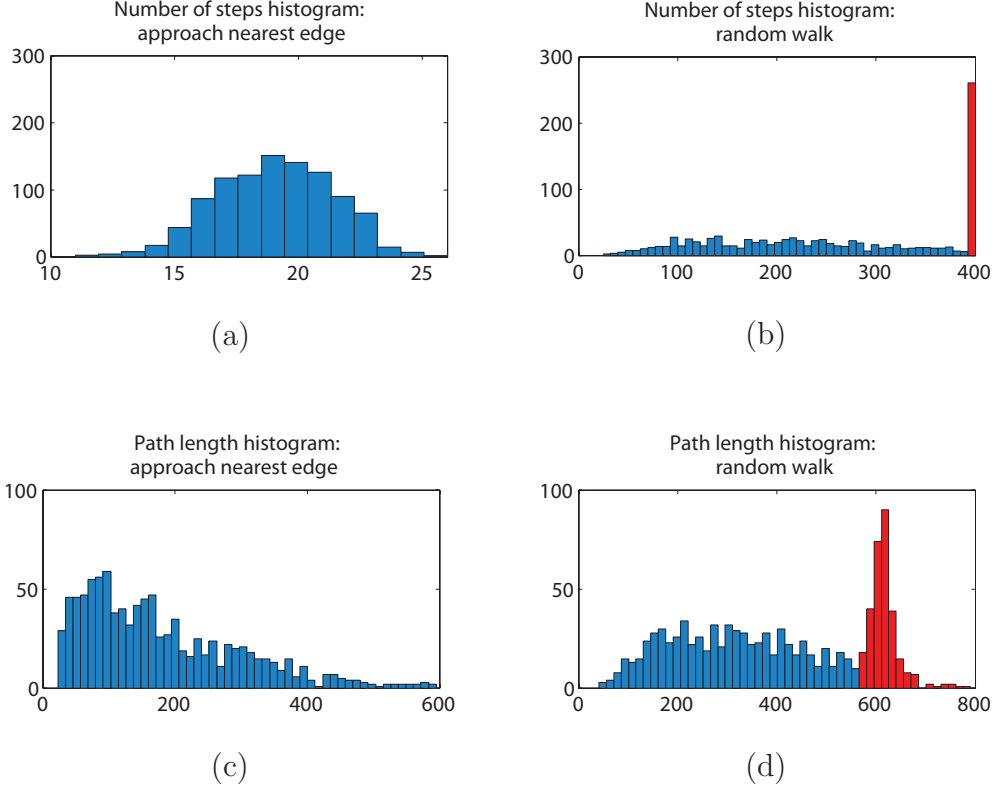 Number of steps histogram:
approach nearest edge
300
200
100
0
10
15
20
25
(a)
Number of steps histogram:
random walk
300
200
100
0
0
100
200
300
400
(b)
Path length histogram:
approach nearest edge
100
50
0
0
200
400
600
(c)
Path length histogram:
random walk
100
50
0
0
200
400
600
800
(d)